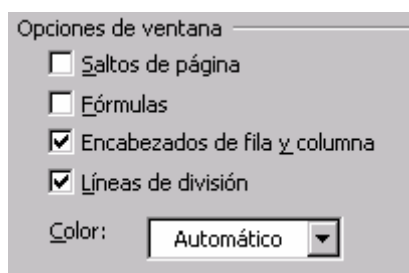 Opciones de ventana
Saltos de página
Fórmulas
Encabezados de fila y columna
Líneas de división
Color: Automático